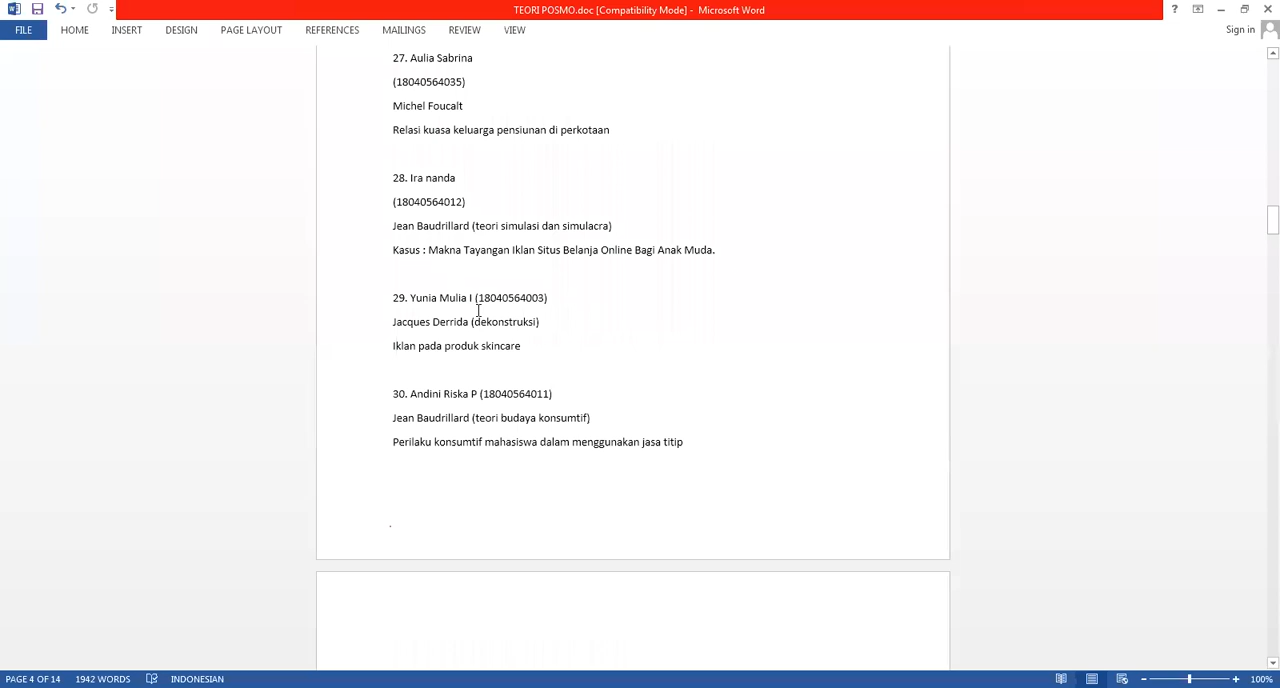 TEORI POSMO.doc [Compatibility Mode] - Microsoft Word
FILE HOME INSERT DESIGN PAGE LAYOUT REFERENCES MAILINGS REVIEW VIEW Sign in
27. Aulia Sabrina
(18040564035)
Michel Foucalt
Relasi kuasa keluarga pensiunan di perkotaan
28. Ira nanda
(18040564012)
Jean Baudrillard (teori simulasi dan simulacra)
Kasus : Makna Tayangan Iklan Situs Belanja Online Bagi Anak Muda.
29. Yunia Mulia I (18040564003)
Jacques Derrida (dekonstruksi)
Iklan pada produk skincare
30. Andini Riska P (18040564011)
Jean Baudrillard (teori budaya konsumtif)
Perilaku konsumtif mahasiswa dalam menggunakan jasa titip
.
PAGE 4 OF 14 1942 WORDS INDONESIAN 100%